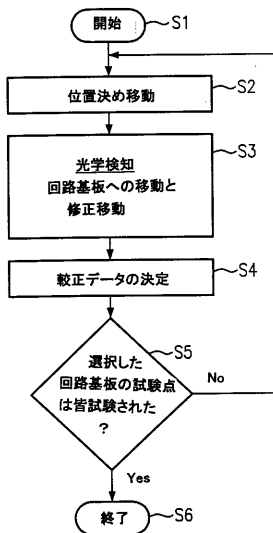 開始
S1
位置決め移動
S2
光学検知
回路基板への移動と
修正移動
S3
較正データの決定
S4
選択した
回路基板の試験点
は皆試験された
?
S5
No
Yes
終了
S6